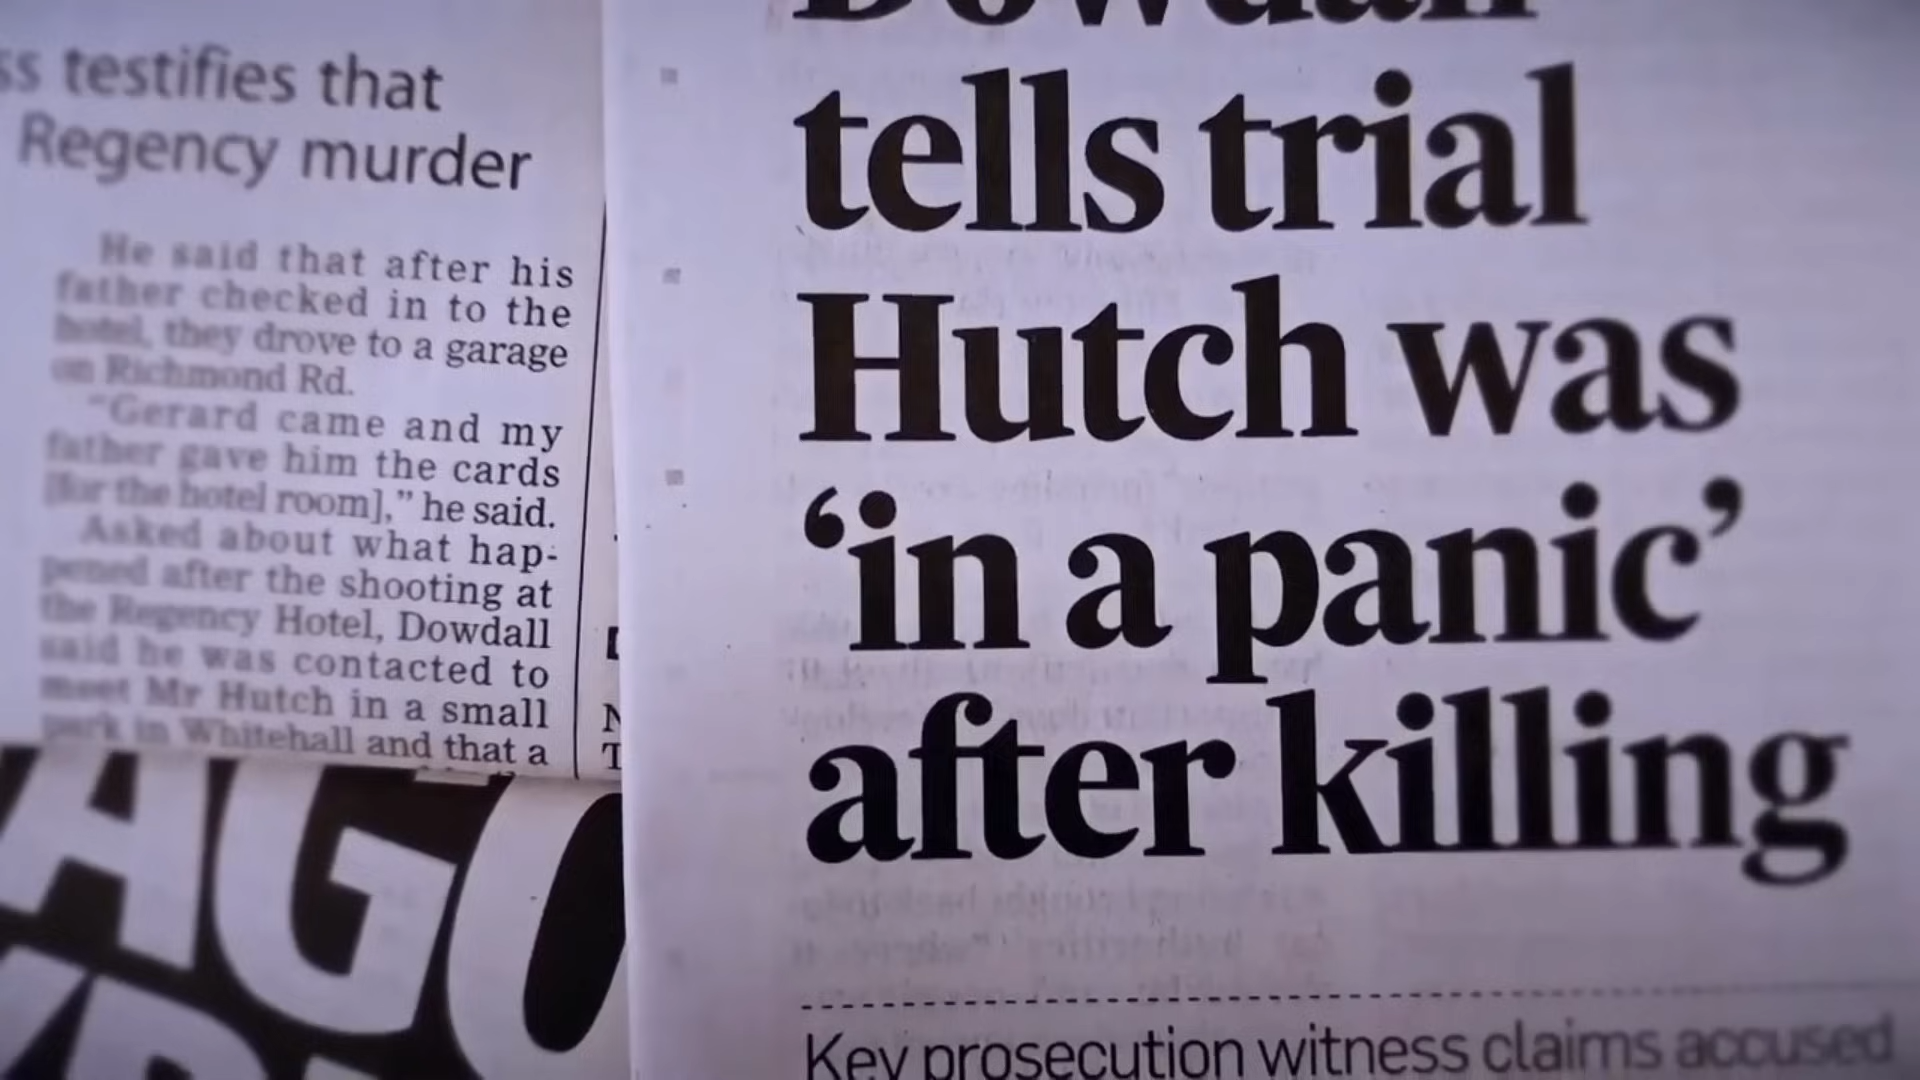 testifies that
Regency murder
He said that after his
father checked in to the
hotel, they drove to a garage
on Richmond Rd.
“Gerard came and my
father gave him the cards
[for the hotel room],” he said.
Asked about what hap-
pened after the shooting at
the Regency Hotel, Dowdall
said he was contacted to
meet Mr Hutch in a small
park in Whitehall and that a
AGO
Dowdall
tells trial
Hutch was
‘in a panic’
after killing
Key prosecution witness claims accused